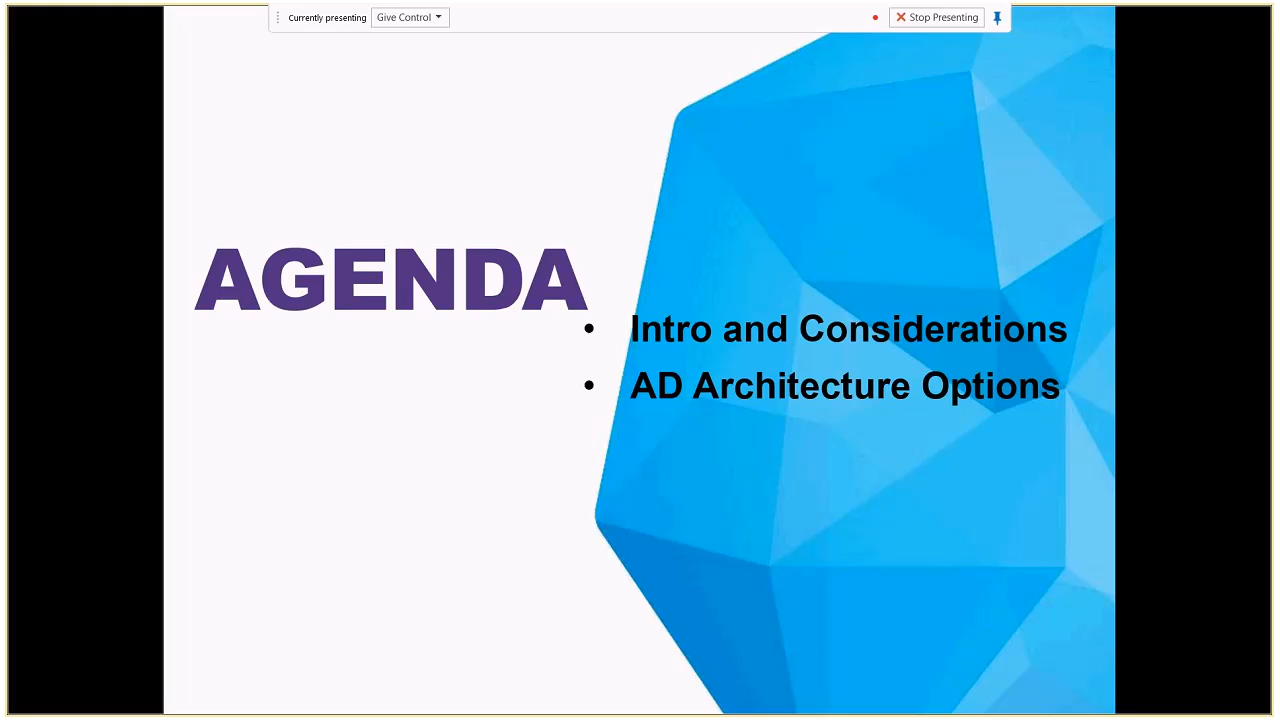 Currently presenting Give Control Stop Presenting
AGENDA
• Intro and Considerations
• AD Architecture Options